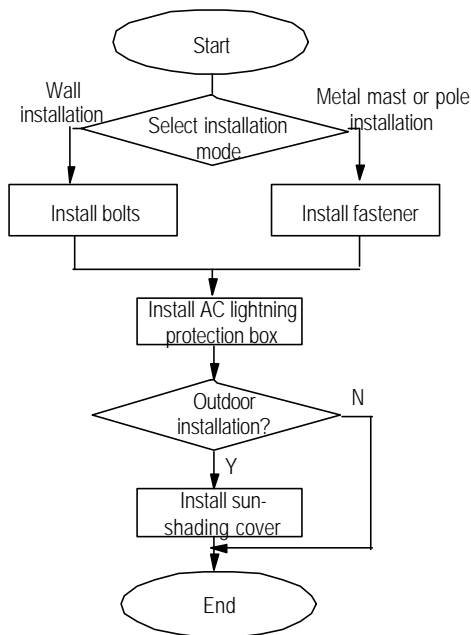 Start
Wall
installation
Metal mast or pole
installation
Select installation
mode
Install bolts
Install fastener
Install AC lightning
protection box
Outdoor
installation?
N
Y
Install sun-
shading cover
End